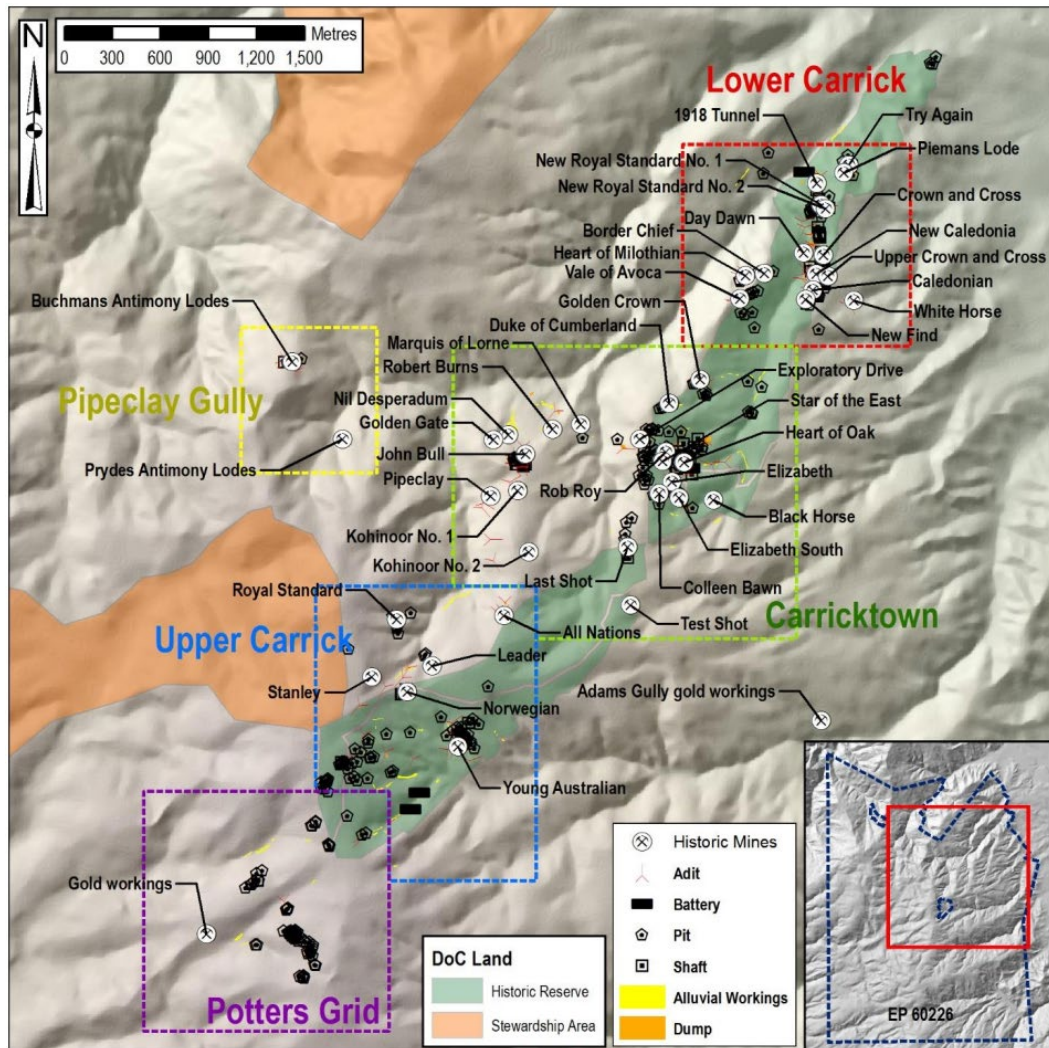 N
Metres
0 300 600 900 1,200 1,500
Lower Carrick
1918 Tunnel
Try Again
New Royal Standard No. 1
Piemans Lode
New Royal Standard No. 2
Crown and Cross
Day Dawn
New Caledonia
Border Chief
Heart of Milothian
Upper Crown and Cross
Vale of Avoca
Caledonian
Buchmans Antimony Lodes
Golden Crown
White Horse
Duke of Cumberland
New Find
Marquis of Lorne
Robert Burns
Exploratory Drive
Pipeclay Gully
Nil Desperadum
Star of the East
Golden Gate
Heart of Oak
Prydes Antimony Lodes
John Bull
Elizabeth
Pipeclay
Rob Roy
Black Horse
Kohinoor No. 1
Elizabeth South
Kohinoor No. 2
Last Shot
Colleen Bawn
Royal Standard
Carricktown
Upper Carrick
All Nations
Test Shot
Leader
Stanley
Adams Gully gold workings
Norwegian
Young Australian
Gold workings
Potters Grid
DoC Land
Historic Reserve
Stewardship Area
Historic Mines
Adit
Battery
Pit
Shaft
Alluvial Workings
Dump
EP 60226